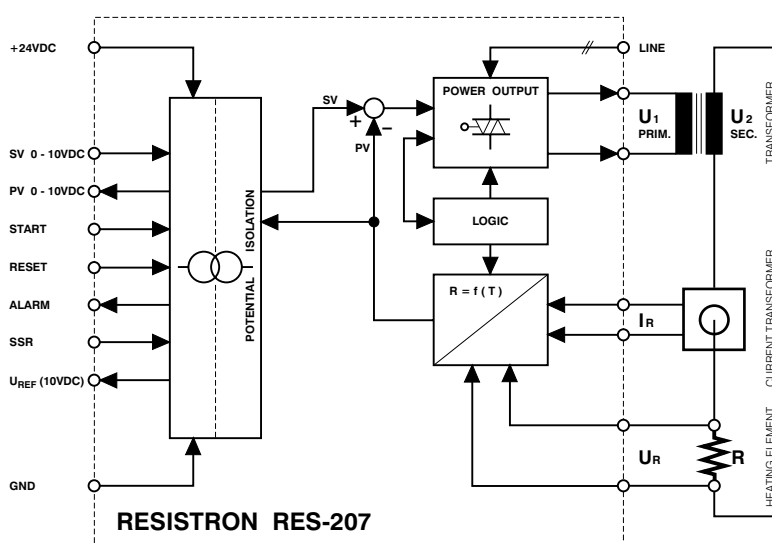 +24VDC
SV 0 - 10VDC
PV 0 - 10VDC
START
RESET
ALARM
SSR
UREF (10VDC)
GND
POTENTIAL ISOLATION
SV
+
−
PV
POWER OUTPUT
LOGIC
R = f ( T )
LINE
U1
PRIM.
U2
SEC.
IR
UR
R
TRANSFORMER
CURRENT TRANSFORMER
HEATING ELEMENT
RESISTRON RES-207